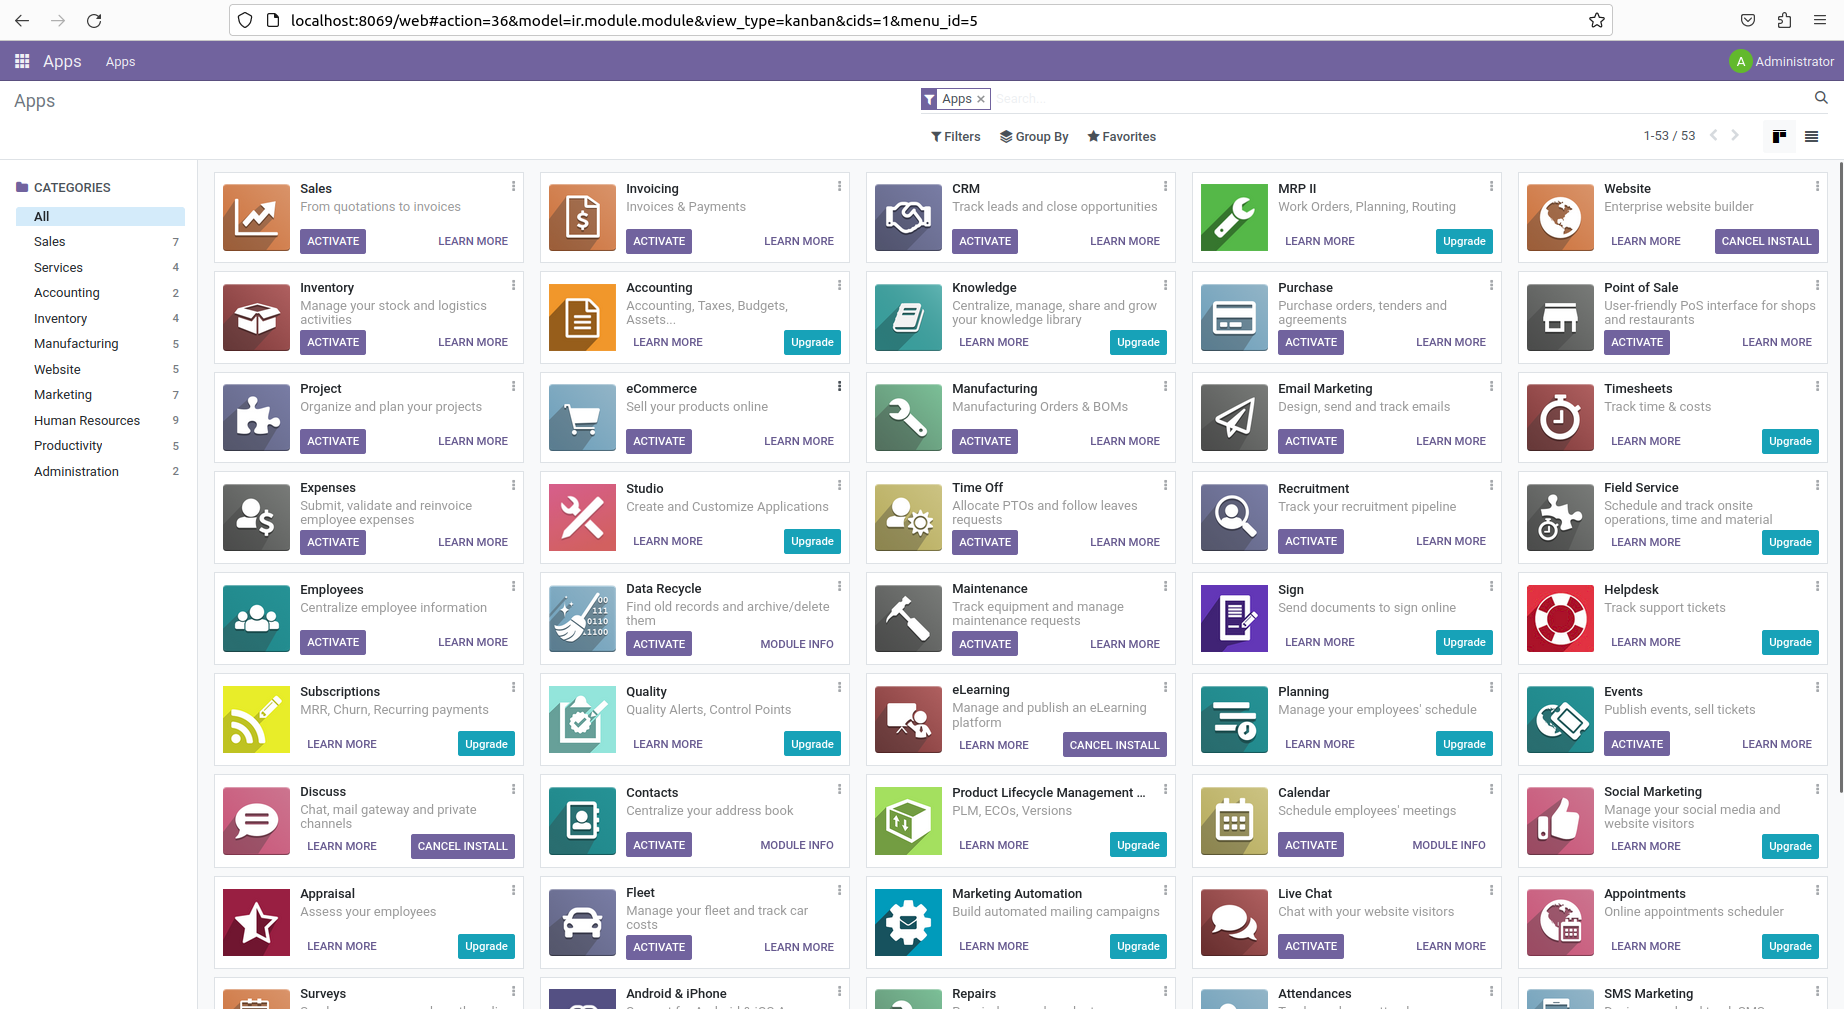 localhost:8069/web#action=36&model=ir.module.module&view_type=kanban&cids=1&menu_id=5
Apps
Apps
A Administrator
Apps
Apps ×
Search...
Filters
Group By
Favorites
1-53 / 53
CATEGORIES
All
Sales 7
Services 4
Accounting 2
Inventory 4
Manufacturing 5
Website 5
Marketing 7
Human Resources 9
Productivity 5
Administration 2
Sales
From quotations to invoices
ACTIVATE LEARN MORE
Invoicing
Invoices & Payments
ACTIVATE LEARN MORE
CRM
Track leads and close opportunities
ACTIVATE LEARN MORE
MRP II
Work Orders, Planning, Routing
LEARN MORE Upgrade
Website
Enterprise website builder
LEARN MORE CANCEL INSTALL
Inventory
Manage your stock and logistics
activities
ACTIVATE LEARN MORE
Accounting
Accounting, Taxes, Budgets,
Assets...
LEARN MORE Upgrade
Knowledge
Centralize, manage, share and grow
your knowledge library
LEARN MORE Upgrade
Purchase
Purchase orders, tenders and
agreements
ACTIVATE LEARN MORE
Point of Sale
User-friendly PoS interface for shops
and restaurants
ACTIVATE LEARN MORE
Project
Organize and plan your projects
ACTIVATE LEARN MORE
eCommerce
Sell your products online
ACTIVATE LEARN MORE
Manufacturing
Manufacturing Orders & BOMs
ACTIVATE LEARN MORE
Email Marketing
Design, send and track emails
ACTIVATE LEARN MORE
Timesheets
Track time & costs
LEARN MORE Upgrade
Expenses
Submit, validate and reinvoice
employee expenses
ACTIVATE LEARN MORE
Studio
Create and Customize Applications
LEARN MORE Upgrade
Time Off
Allocate PTOs and follow leaves
requests
ACTIVATE LEARN MORE
Recruitment
Track your recruitment pipeline
ACTIVATE LEARN MORE
Field Service
Schedule and track onsite
operations, time and material
LEARN MORE Upgrade
Employees
Centralize employee information
ACTIVATE LEARN MORE
00
111
0110
1100
Data Recycle
Find old records and archive/delete
them
ACTIVATE MODULE INFO
Maintenance
Track equipment and manage
maintenance requests
ACTIVATE LEARN MORE
Sign
Send documents to sign online
LEARN MORE Upgrade
Helpdesk
Track support tickets
LEARN MORE Upgrade
Subscriptions
MRR, Churn, Recurring payments
LEARN MORE Upgrade
Quality
Quality Alerts, Control Points
LEARN MORE Upgrade
eLearning
Manage and publish an eLearning
platform
LEARN MORE CANCEL INSTALL
Planning
Manage your employees' schedule
LEARN MORE Upgrade
Events
Publish events, sell tickets
ACTIVATE LEARN MORE
Discuss
Chat, mail gateway and private
channels
LEARN MORE CANCEL INSTALL
Contacts
Centralize your address book
ACTIVATE MODULE INFO
Product Lifecycle Management ...
PLM, ECOs, Versions
LEARN MORE Upgrade
Calendar
Schedule employees' meetings
ACTIVATE MODULE INFO
Social Marketing
Manage your social media and
website visitors
LEARN MORE Upgrade
Appraisal
Assess your employees
LEARN MORE Upgrade
Fleet
Manage your fleet and track car
costs
ACTIVATE LEARN MORE
Marketing Automation
Build automated mailing campaigns
LEARN MORE Upgrade
Live Chat
Chat with your website visitors
ACTIVATE LEARN MORE
Appointments
Online appointments scheduler
LEARN MORE Upgrade
Surveys
Android & iPhone
Repairs
Attendances
SMS Marketing